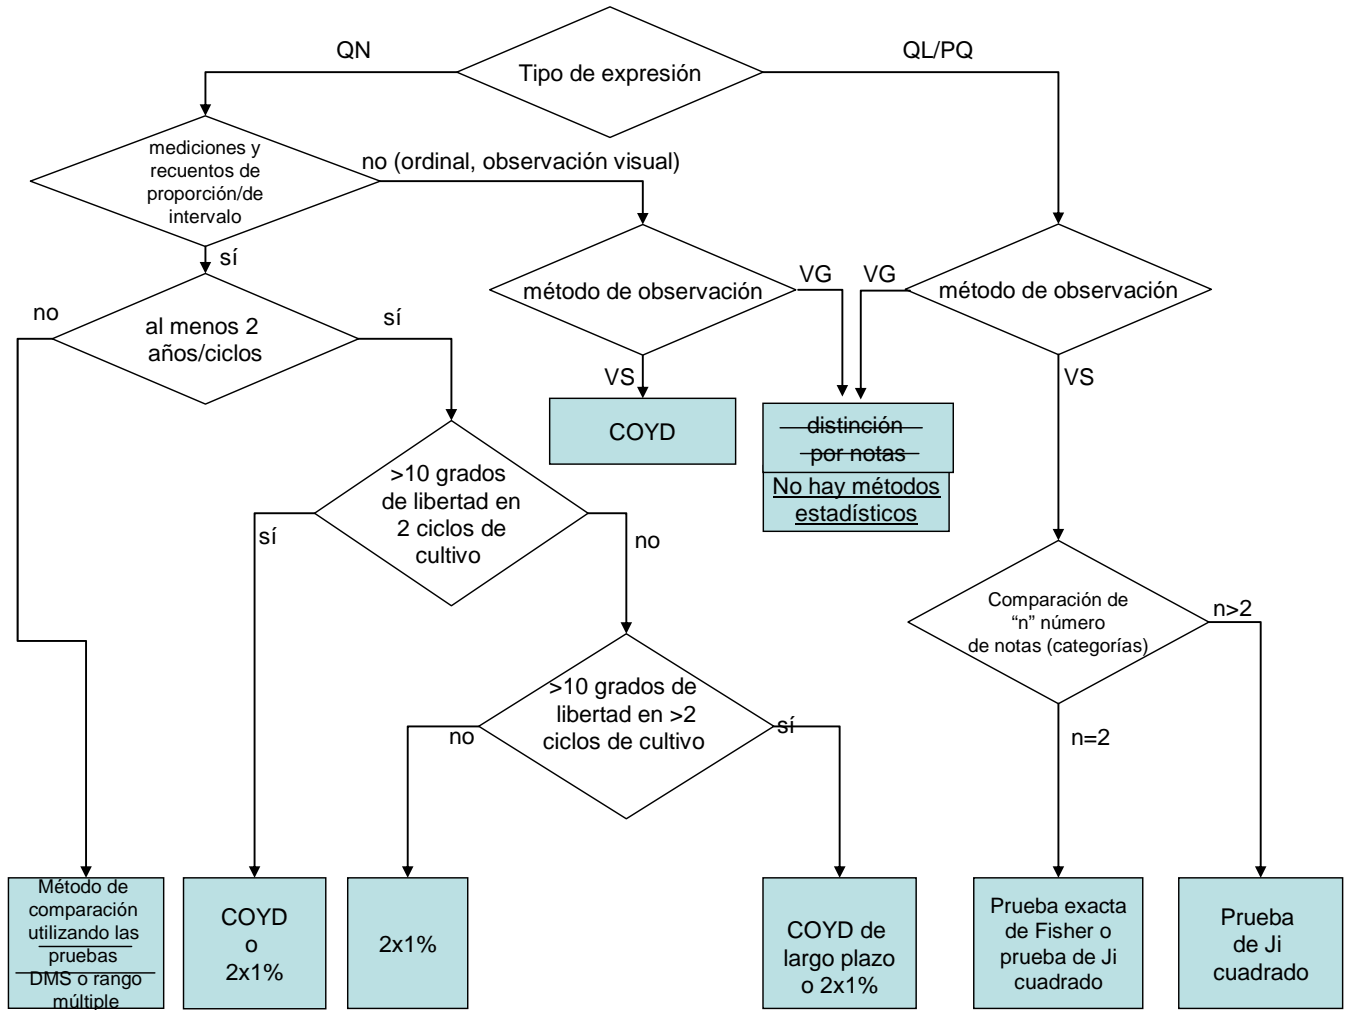 QN
QL/PQ
Tipo de expresión
mediciones y
recuentos de
proporción/de
intervalo
no (ordinal, observación visual)
sí
método de observación
VG
VG
método de observación
no
al menos 2
años/ciclos
sí
VS
VS
COYD
distinción
por notas
No hay métodos
estadísticos
>10 grados
de libertad en
2 ciclos de
cultivo
sí
no
Comparación de
“n” número
de notas (categorías)
n>2
>10 grados de
libertad en >2
ciclos de cultivo
no
sí
n=2
Método de
comparación
utilizando las
pruebas
DMS o rango
múltiple
COYD
o
2x1%
2x1%
COYD de
largo plazo
o 2x1%
Prueba exacta
de Fisher o
prueba de Ji
cuadrado
Prueba
de Ji
cuadrado